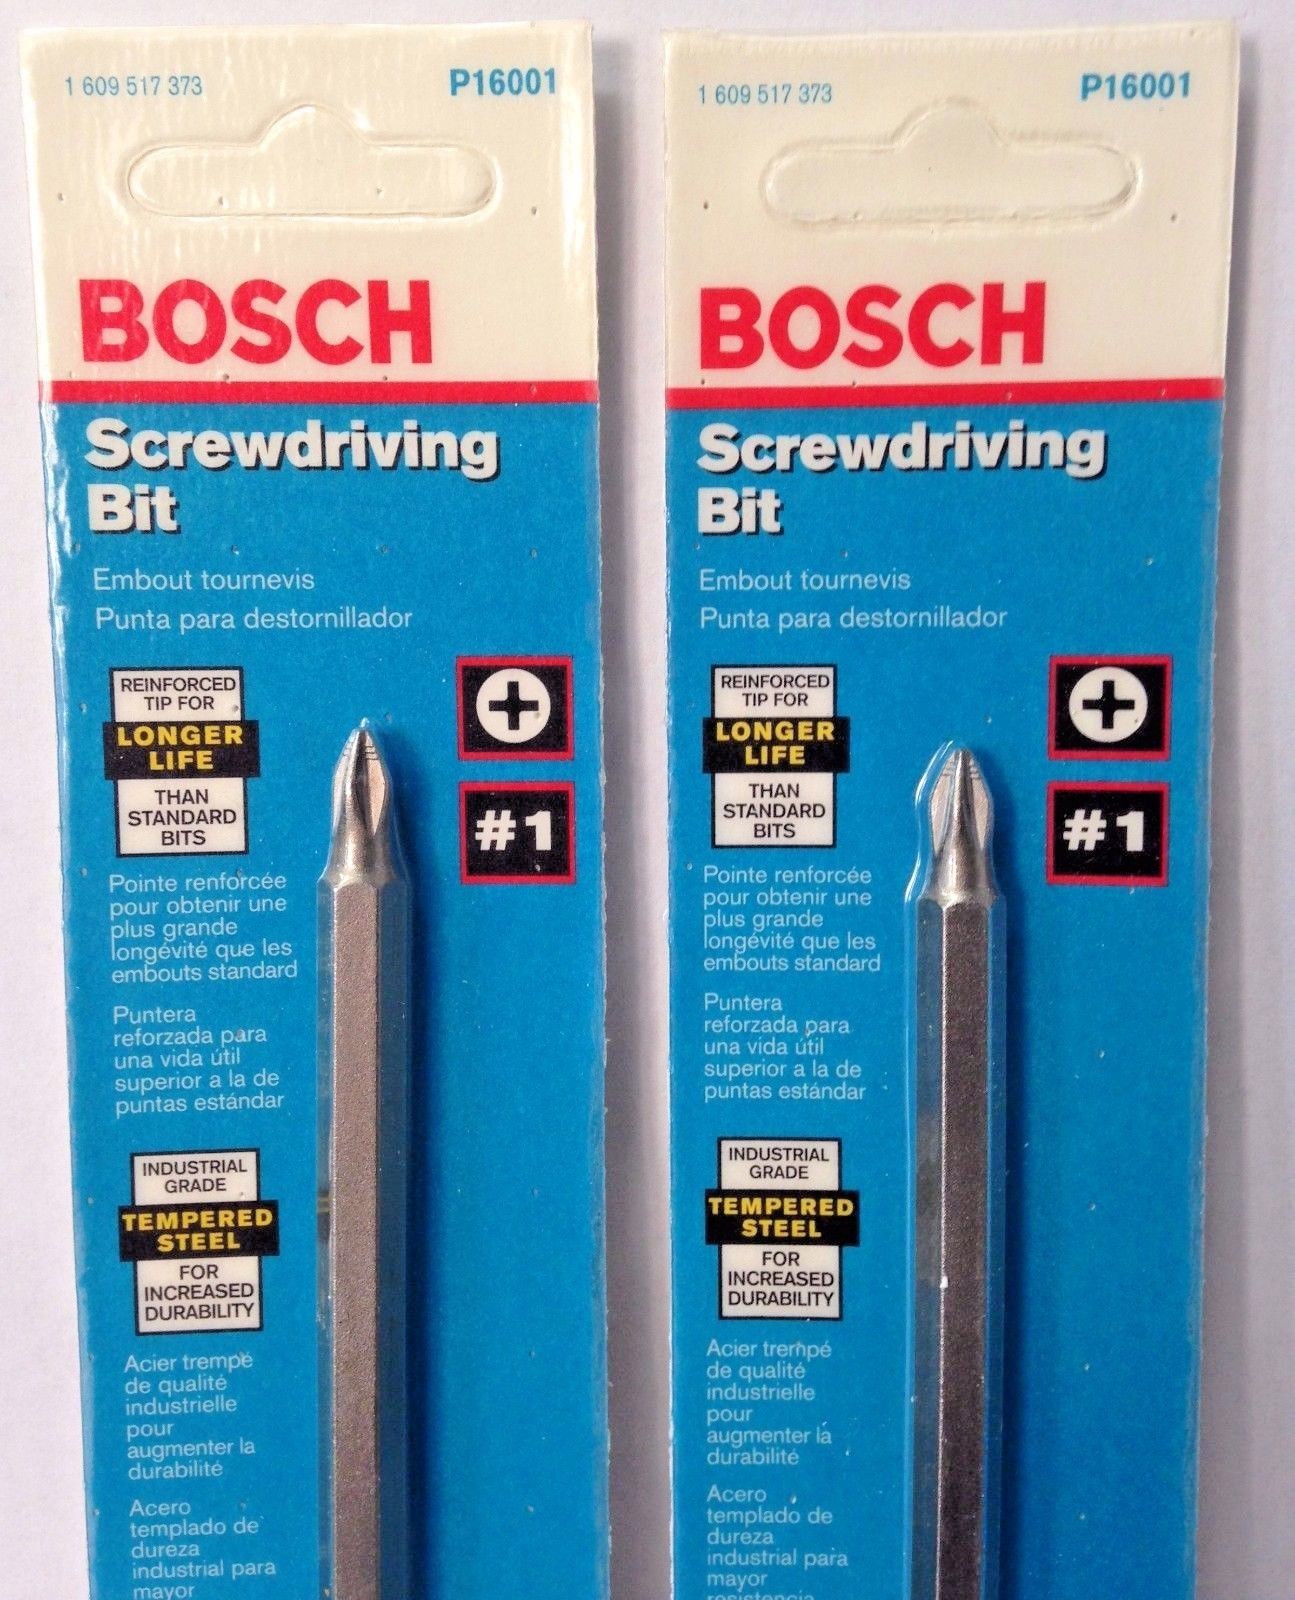 1 609 517 373 P16001
BOSCH
Screwdriving
Bit
Embout tournevis
Punta para destornillador
REINFORCED
TIP FOR
LONGER
LIFE
THAN
STANDARD
BITS
#1
Pointe renforcée
pour obtenir une
plus grande
longévité que les
embouts standard
Puntera
reforzada para
una vida útil
superior a la de
puntas estándar
INDUSTRIAL
GRADE
TEMPERED
STEEL
FOR
INCREASED
DURABILITY
Acier trempé
de qualité
industrielle
pour
augmenter la
durabilité
Acero
templado de
dureza
industrial para
mayor
1 609 517 373 P16001
BOSCH
Screwdriving
Bit
Embout tournevis
Punta para destornillador
REINFORCED
TIP FOR
LONGER
LIFE
THAN
STANDARD
BITS
#1
Pointe renforcée
pour obtenir une
plus grande
longévité que les
embouts standard
Puntera
reforzada para
una vida útil
superior a la de
puntas estándar
INDUSTRIAL
GRADE
TEMPERED
STEEL
FOR
INCREASED
DURABILITY
Acier trempé
de qualité
industrielle
pour
augmenter la
durabilité
Acero
templado de
dureza
industrial para
mayor
resistencia